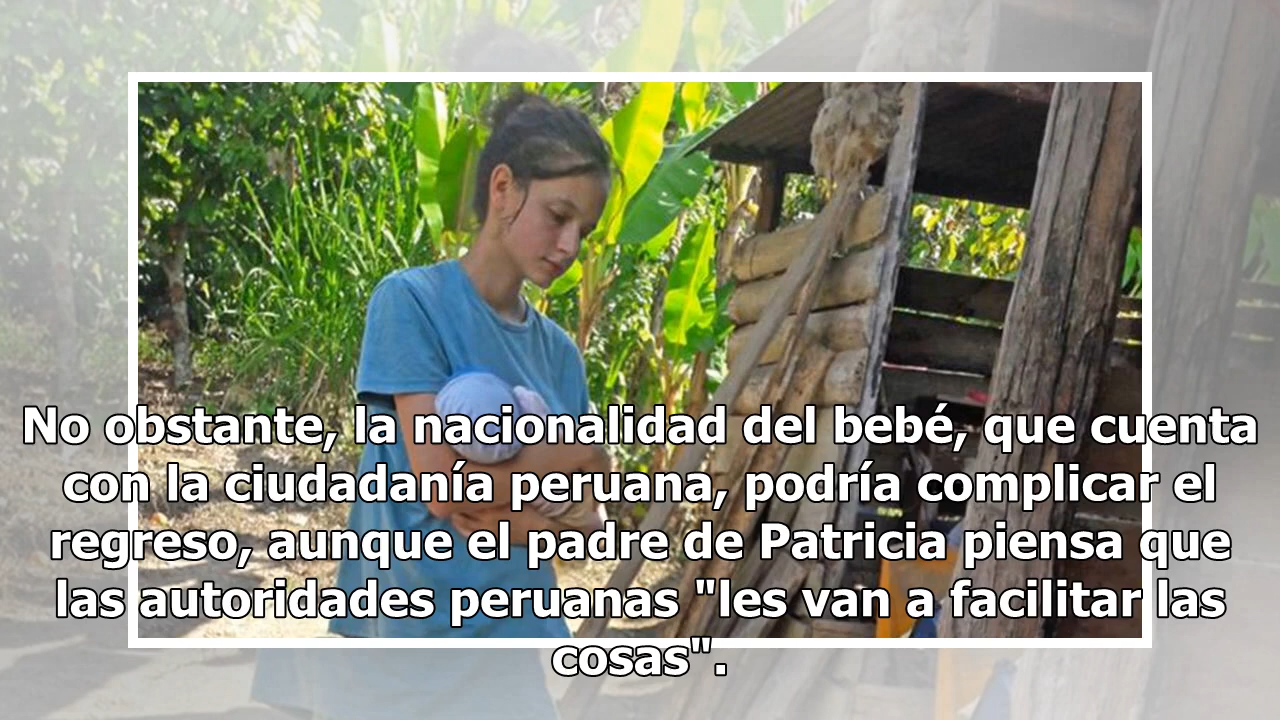 No obstante, la nacionalidad del bebé, que cuenta
con la ciudadanía peruana, podría complicar el
regreso, aunque el padre de Patricia piensa que
las autoridades peruanas "les van a facilitar las
cosas".